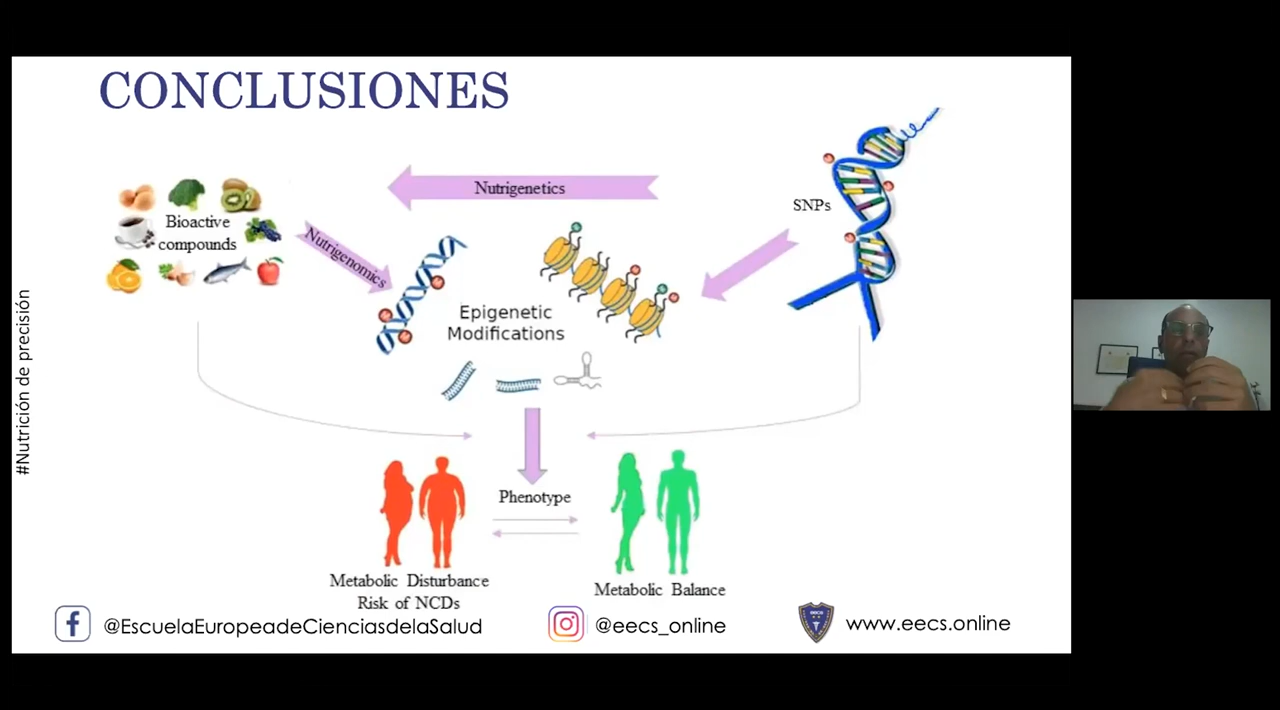 CONCLUSIONES
Nutrigenetics
SNPs
Bioactive
compounds
Nutrigenomics
Epigenetic
Modifications
#Nutrición de precisión
Phenotype
Metabolic Disturbance
Risk of NCDs
Metabolic Balance
@EscuelaEuropeadeCienciasdelaSalud
@eecs_online
www.eecs.online